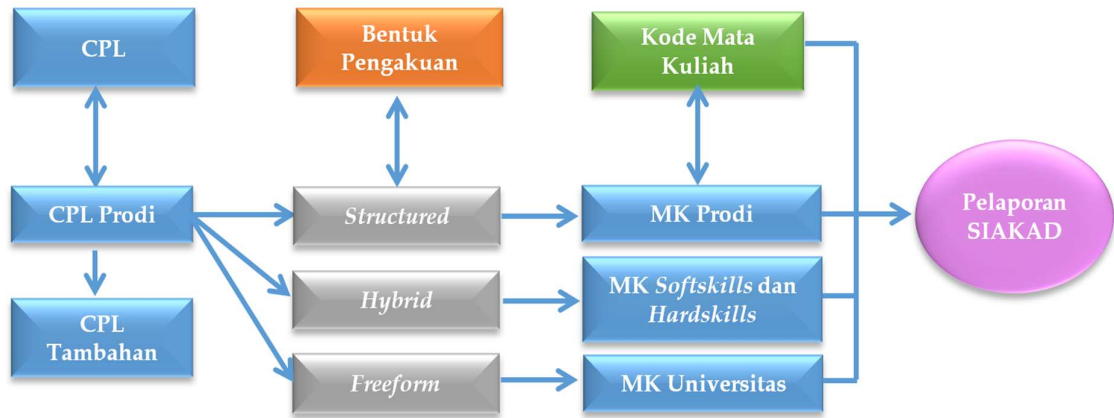 CPL
Bentuk
Pengakuan
Kode Mata
Kuliah
CPL Prodi
Structured
MK Prodi
Pelaporan
SIAKAD
CPL
Tambahan
Hybrid
MK Softskills dan
Hardskills
Freeform
MK Universitas